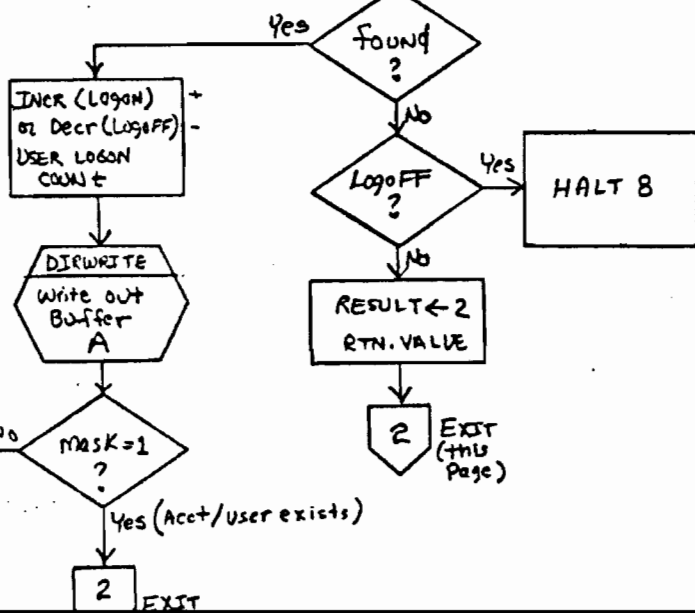 Yes
FOUNd
?
INCR (LOGON) +
or Decr (LOGOFF) -
USER LOGON
COUNt
No
LOGOFF
?
Yes
HALT 8
DIRWRITE
Write out
Buffer
A
No
RESULT ← 2
RTN. VALUE
2
EXIT
(this
Page)
MASK=1
?
Yes (Acct/user exists)
2
EXIT